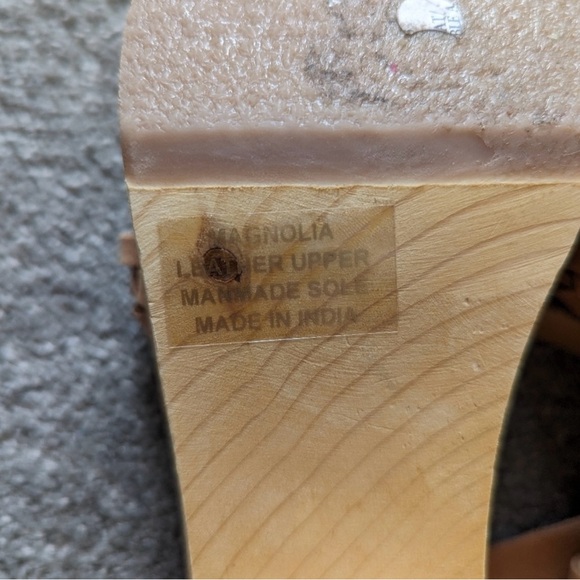 MAGNOLIA
LEATHER UPPER
MANMADE SOLE
MADE IN INDIA